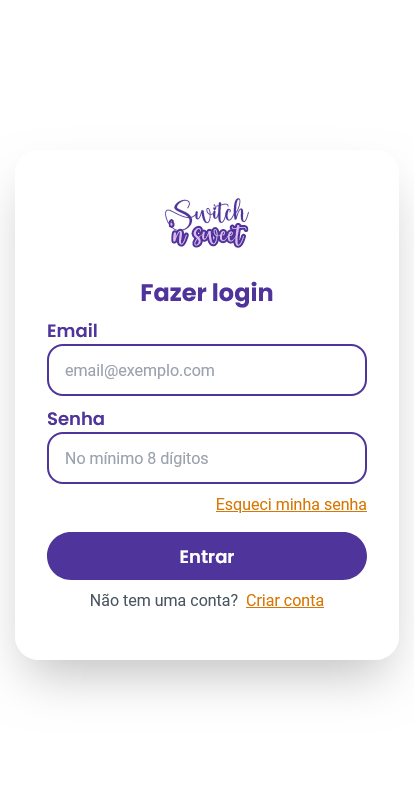 Switch
'n sweet
Fazer login
Email
email@exemplo.com
Senha
No mínimo 8 dígitos
Esqueci minha senha
Entrar
Não tem uma conta? Criar conta